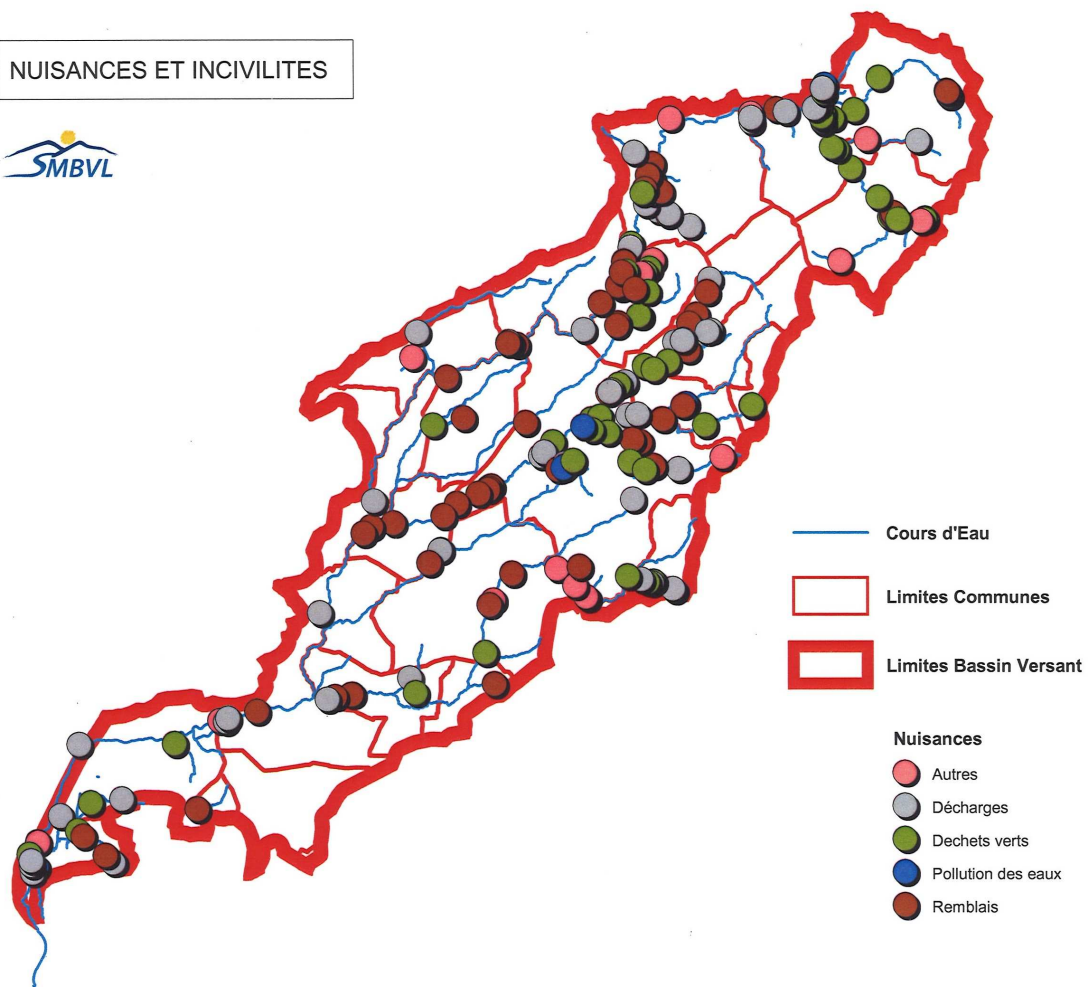 NUISANCES ET INCIVILITES
SMBVL
Cours d'Eau
Limites Communes
Limites Bassin Versant
Nuisances
Autres
Décharges
Dechets verts
Pollution des eaux
Remblais